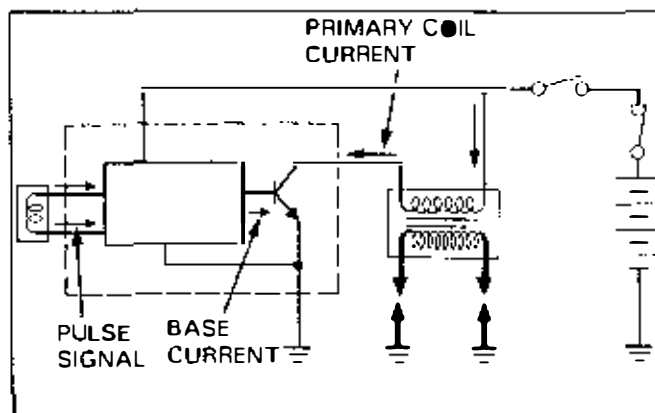 PRIMARY COIL
CURRENT
PULSE
SIGNAL
BASE
CURRENT